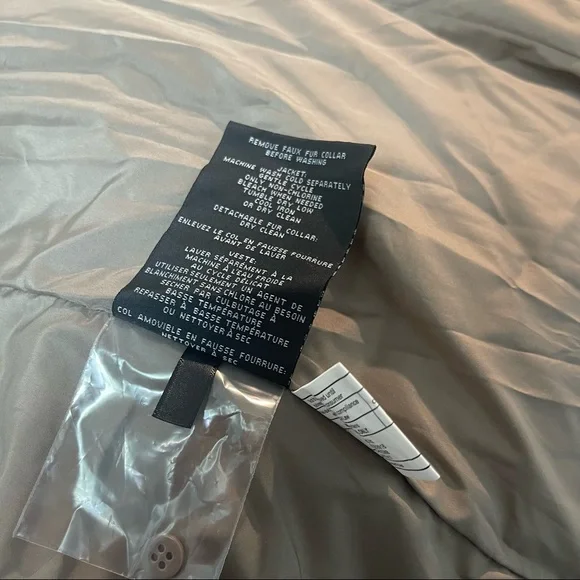 REMOVE FAUX FUR COLLAR
BEFORE WASHING
JACKET:
MACHINE WASH COLD SEPARATELY
GENTLE CYCLE
ONLY NON-CHLORINE
BLEACH WHEN NEEDED
TUMBLE DRY LOW
COOL IRON
OR DRY CLEAN
DETACHABLE FUR COLLAR:
DRY CLEAN
ENLEVEZ LE COL EN FAUSSE FOURRURE
AVANT DE LAVER
VESTE:
LAVER SÉPARÉMENT À LA
MACHINE À L'EAU FROIDE
AU CYCLE DÉLICAT
UTILISER SEULEMENT UN AGENT DE
BLANCHIMENT SANS CHLORE AU BESOIN
SÉCHER PAR CULBUTAGE À
BASSE TEMPÉRATURE
REPASSER À BASSE TEMPÉRATURE
OU NETTOYER À SEC
COL AMOVIBLE EN FAUSSE FOURRURE:
NETTOYER À SEC
until
compliance